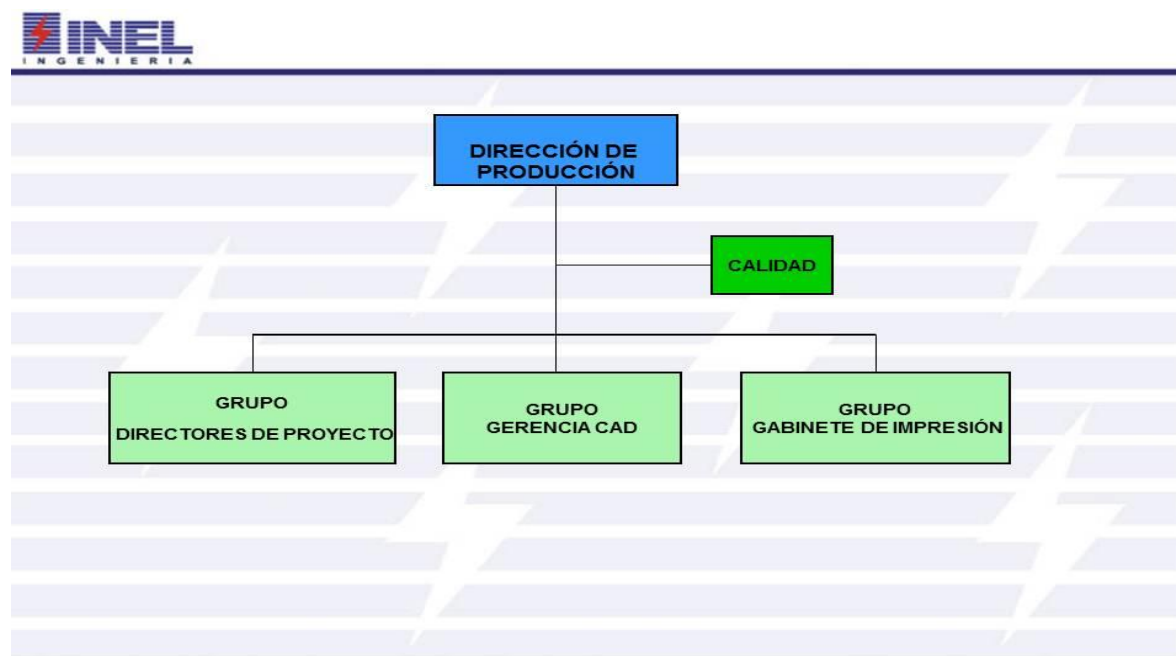 INEL
INGENIERIA
DIRECCIÓN DE
PRODUCCIÓN
CALIDAD
GRUPO
DIRECTORES DE PROYECTO
GRUPO
GERENCIA CAD
GRUPO
GABINETE DE IMPRESIÓN